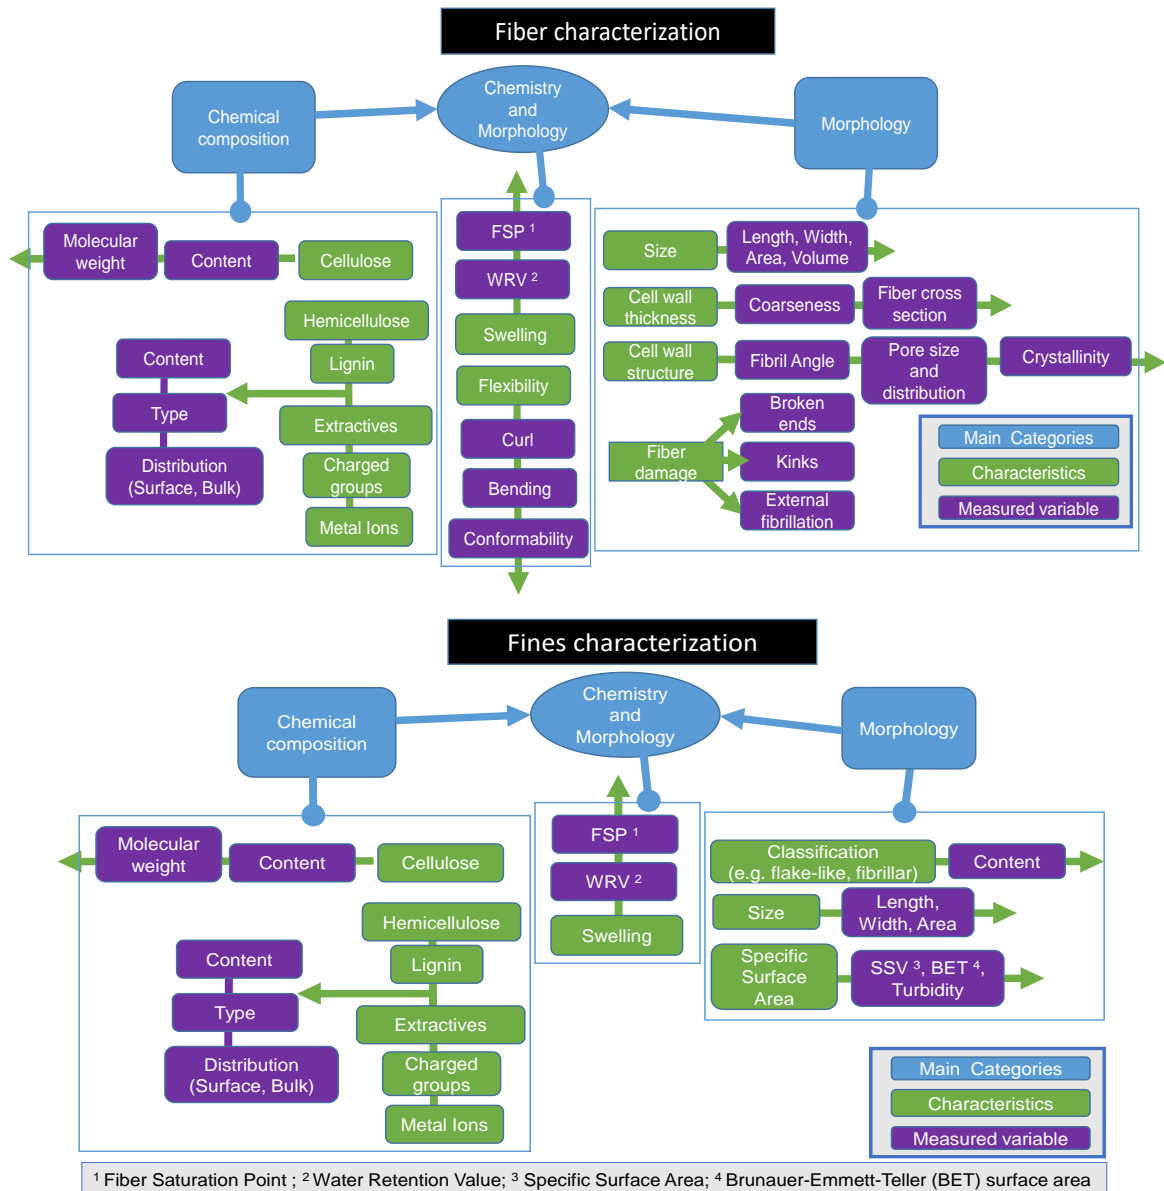 Fiber characterization
Chemical
composition
Chemistry
and
Morphology
Morphology
Molecular
weight
Content
Cellulose
Hemicellulose
Lignin
Content
Type
Distribution
(Surface, Bulk)
Extractives
Charged
groups
Metal Ions
FSP ¹
WRV ²
Swelling
Flexibility
Curl
Bending
Conformability
Size
Length, Width,
Area, Volume
Cell wall
thickness
Coarseness
Fiber cross
section
Cell wall
structure
Fibril Angle
Pore size
and
distribution
Crystallinity
Fiber
damage
Broken
ends
Kinks
External
fibrillation
Main Categories
Characteristics
Measured variable
Fines characterization
Chemical
composition
Chemistry
and
Morphology
Morphology
Molecular
weight
Content
Cellulose
Hemicellulose
Lignin
Content
Type
Distribution
(Surface, Bulk)
Extractives
Charged
groups
Metal Ions
FSP ¹
WRV ²
Swelling
Classification
(e.g. flake-like, fibrillar)
Content
Size
Length,
Width, Area
Specific
Surface
Area
SSV ³, BET ⁴,
Turbidity
Main Categories
Characteristics
Measured variable
¹ Fiber Saturation Point ; ² Water Retention Value; ³ Specific Surface Area; ⁴ Brunauer-Emmett-Teller (BET) surface area